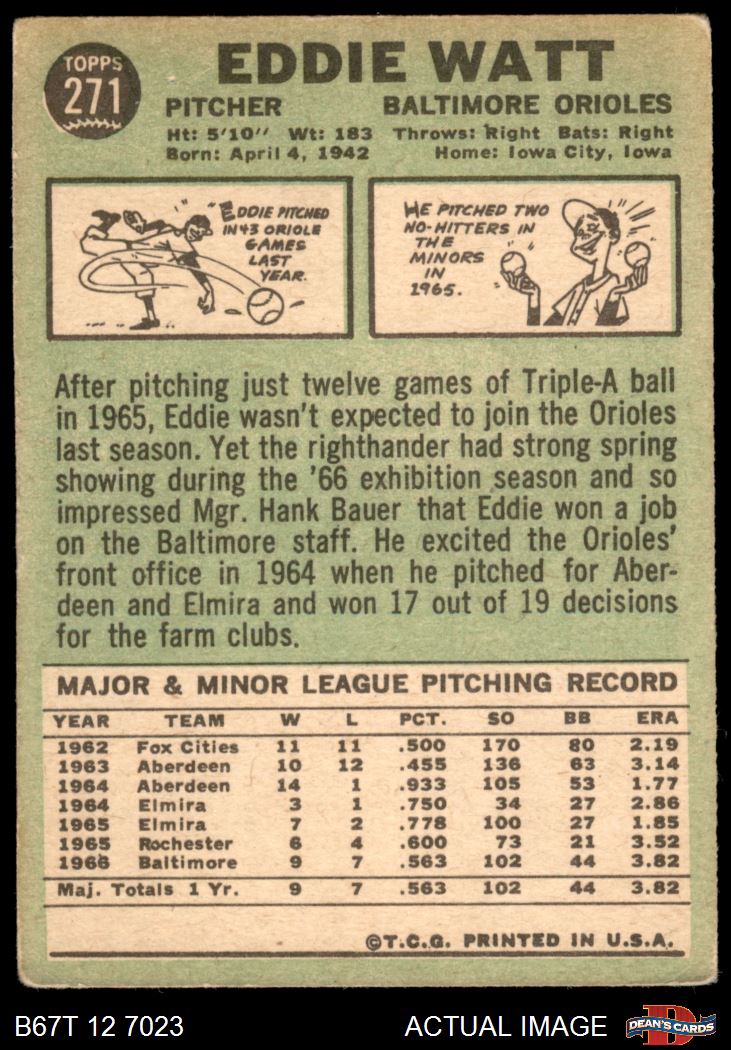 TOPPS
271
EDDIE WATT
PITCHER BALTIMORE ORIOLES
Ht: 5'10" Wt: 183 Throws: Right Bats: Right
Born: April 4, 1942 Home: Iowa City, Iowa
EDDIE PITCHED
IN 43 ORIOLE
GAMES
LAST
YEAR.
HE PITCHED TWO
NO-HITTERS IN
THE
MINORS
IN
1965.
After pitching just twelve games of Triple-A ball
in 1965, Eddie wasn't expected to join the Orioles
last season. Yet the righthander had strong spring
showing during the '66 exhibition season and so
impressed Mgr. Hank Bauer that Eddie won a job
on the Baltimore staff. He excited the Orioles'
front office in 1964 when he pitched for Aber-
deen and Elmira and won 17 out of 19 decisions
for the farm clubs.
MAJOR & MINOR LEAGUE PITCHING RECORD
YEAR TEAM W L PCT. SO BB ERA
1962 Fox Cities 11 11 .500 170 80 2.19
1963 Aberdeen 10 12 .455 136 63 3.14
1964 Aberdeen 14 1 .933 105 53 1.77
1964 Elmira 3 1 .750 34 27 2.86
1965 Elmira 7 2 .778 100 27 1.85
1965 Rochester 6 4 .600 73 21 3.52
1966 Baltimore 9 7 .563 102 44 3.82
Maj. Totals 1 Yr. 9 7 .563 102 44 3.82
©T.C.G. PRINTED IN U.S.A.
B67T 12 7023 ACTUAL IMAGE
D
DEAN'S CARDS